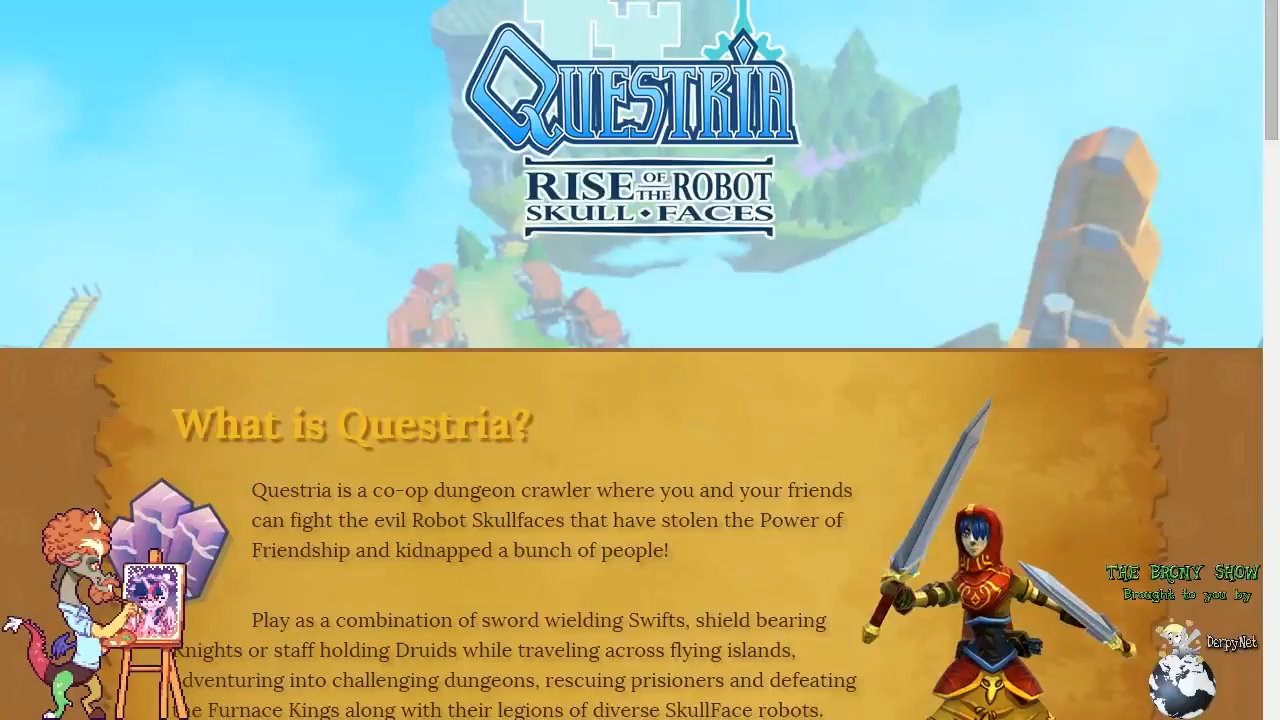 QUESTRIA
RISE OF THE ROBOT
SKULL • FACES
What is Questria?
Questria is a co-op dungeon crawler where you and your friends
can fight the evil Robot Skullfaces that have stolen the Power of
Friendship and kidnapped a bunch of people!
Play as a combination of sword wielding Swifts, shield bearing
Knights or staff holding Druids while traveling across flying islands,
adventuring into challenging dungeons, rescuing prisioners and defeating
the Furnace Kings along with their legions of diverse SkullFace robots.
THE BRONY SHOW
Brought to you by
DerpyNet